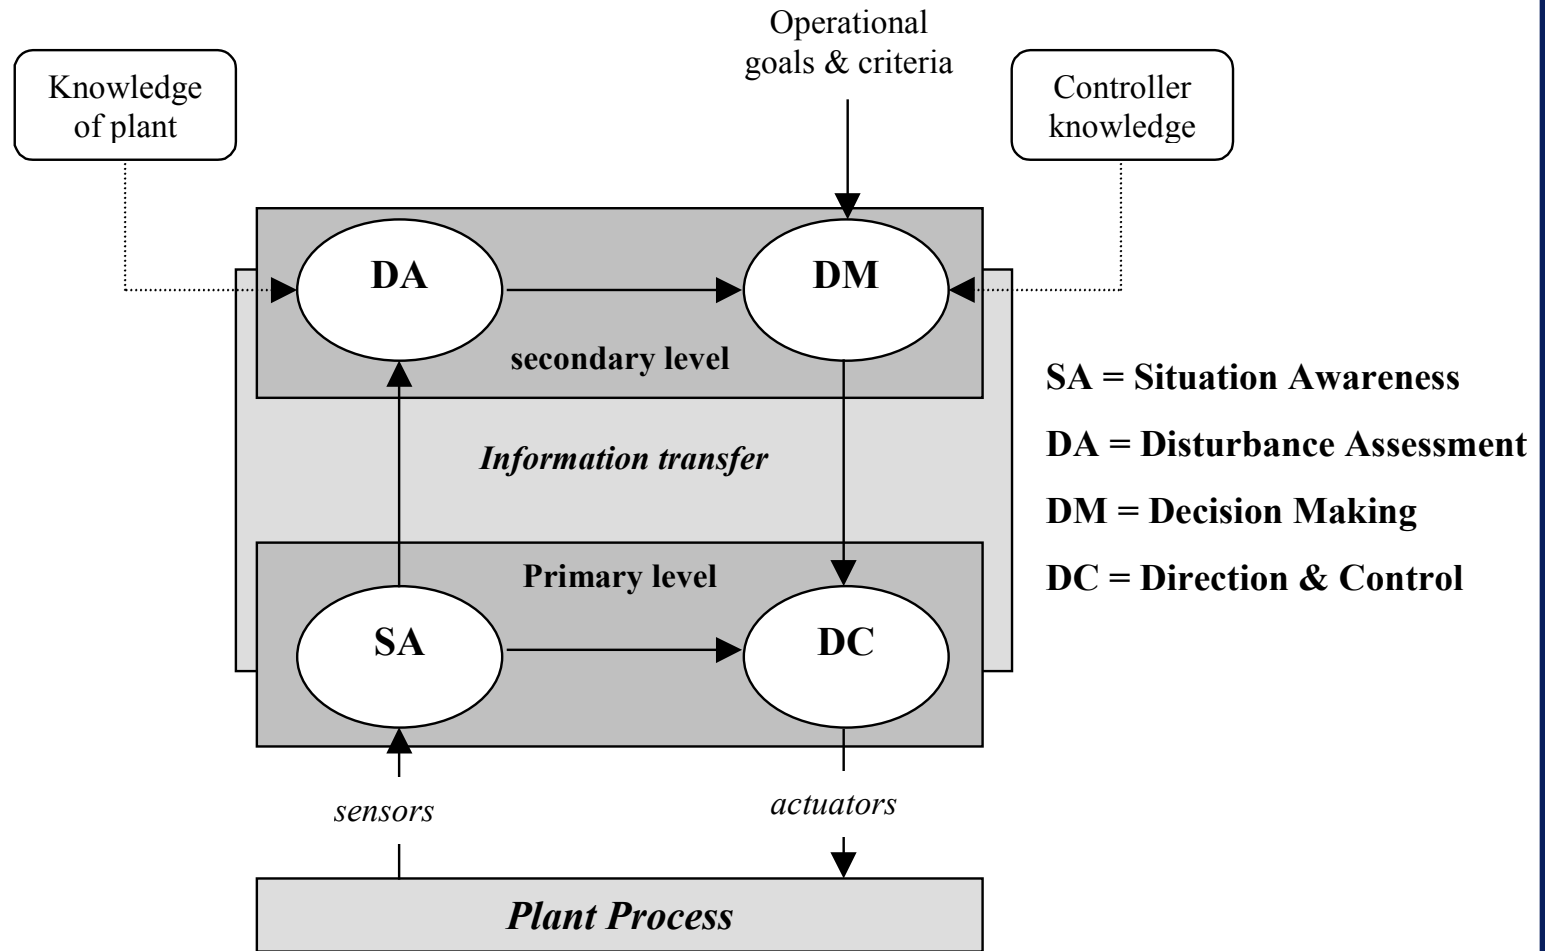 Operational
goals & criteria
Knowledge
of plant
Controller
knowledge
DA
DM
secondary level
SA = Situation Awareness
DA = Disturbance Assessment
Information transfer
DM = Decision Making
Primary level
DC = Direction & Control
SA
DC
sensors
actuators
Plant Process